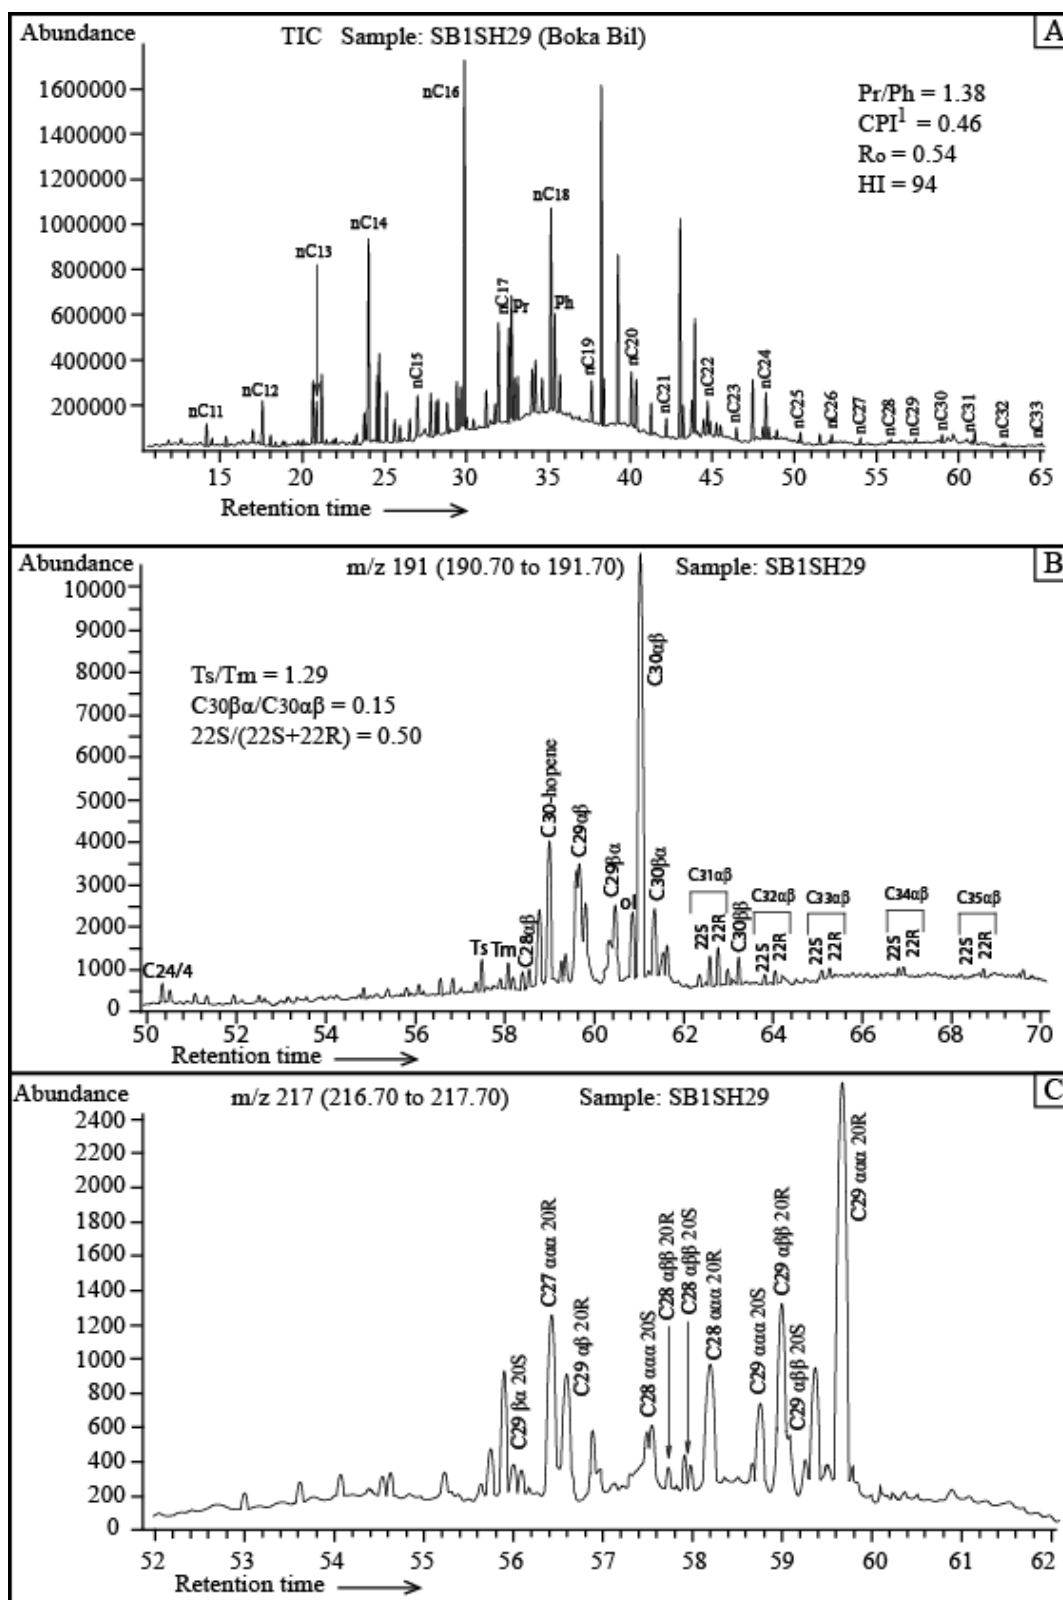 Abundance TIC Sample: SB1SH29 (Boka Bil) A
Pr/Ph = 1.38
CPI¹ = 0.46
Ro = 0.54
HI = 94
1600000
1400000
1200000
1000000
800000
600000
400000
200000
nC11
nC12
nC13
nC14
nC15
nC16
nC17
Pr
nC18
Ph
nC19
nC20
nC21
nC22
nC23
nC24
nC25
nC26
nC27
nC28
nC29
nC30
nC31
nC32
nC33
15 20 25 30 35 40 45 50 55 60 65
Retention time
Abundance m/z 191 (190.70 to 191.70) Sample: SB1SH29 B
Ts/Tm = 1.29
C30βα/C30αβ = 0.15
22S/(22S+22R) = 0.50
10000
9000
8000
7000
6000
5000
4000
3000
2000
1000
0
C24/4
Ts
Tm
C28αβ
C30-hopene
C29αβ
C29βα
ol
C30αβ
C30βα
C31αβ
22S
22R
C30ββ
C32αβ
22S
22R
C33αβ
22S
22R
C34αβ
22S
22R
C35αβ
22S
22R
50 52 54 56 58 60 62 64 66 68 70
Retention time
Abundance m/z 217 (216.70 to 217.70) Sample: SB1SH29 C
2400
2200
2000
1800
1600
1400
1200
1000
800
600
400
200
0
C29 βα 20S
C27 ααα 20R
C29 αβ 20R
C28 ααα 20S
C28 αββ 20R
C28 αββ 20S
C28 ααα 20R
C29 ααα 20S
C29 αββ 20R
C29 αββ 20S
C29 ααα 20R
52 53 54 55 56 57 58 59 60 61 62
Retention time